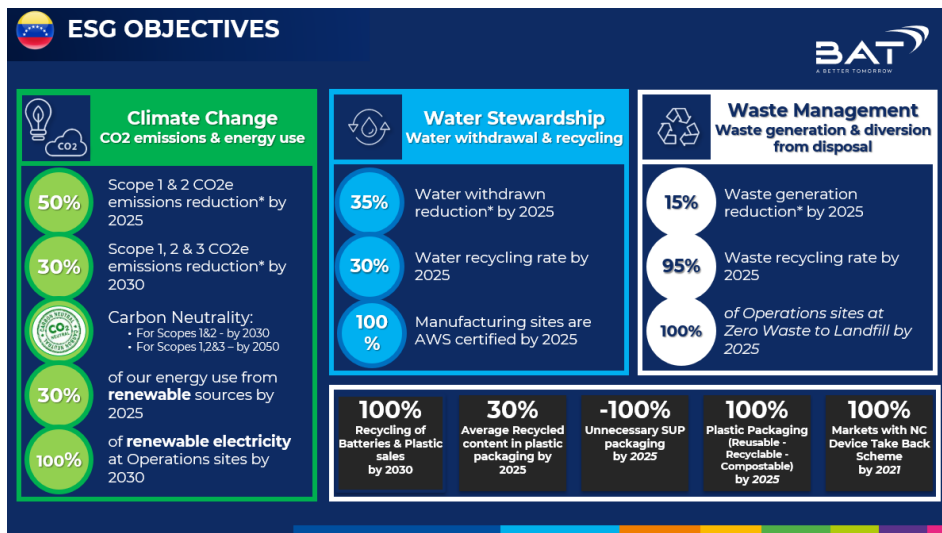 ESG OBJECTIVES
BAT
A BETTER TOMORROW
CO2
Climate Change
CO2 emissions & energy use
50%
Scope 1 & 2 CO2e
emissions reduction* by
2025
30%
Scope 1, 2 & 3 CO2e
emissions reduction* by
2030
CARBON NEUTRAL
CO2
NEUTRAL
CARBON NEUTRAL
Carbon Neutrality:
• For Scopes 1&2 - by 2030
• For Scopes 1,2&3 – by 2050
30%
of our energy use from
renewable sources by
2025
100%
of renewable electricity
at Operations sites by
2030
Water Stewardship
Water withdrawal & recycling
35%
Water withdrawn
reduction* by 2025
30%
Water recycling rate by
2025
100
%
Manufacturing sites are
AWS certified by 2025
Waste Management
Waste generation & diversion
from disposal
15%
Waste generation
reduction* by 2025
95%
Waste recycling rate by
2025
100%
of Operations sites at
Zero Waste to Landfill by
2025
100%
Recycling of
Batteries & Plastic
sales
by 2030
30%
Average Recycled
content in plastic
packaging by
2025
-100%
Unnecessary SUP
packaging
by 2025
100%
Plastic Packaging
(Reusable -
Recyclable -
Compostable)
by 2025
100%
Markets with NC
Device Take Back
Scheme
by 2021